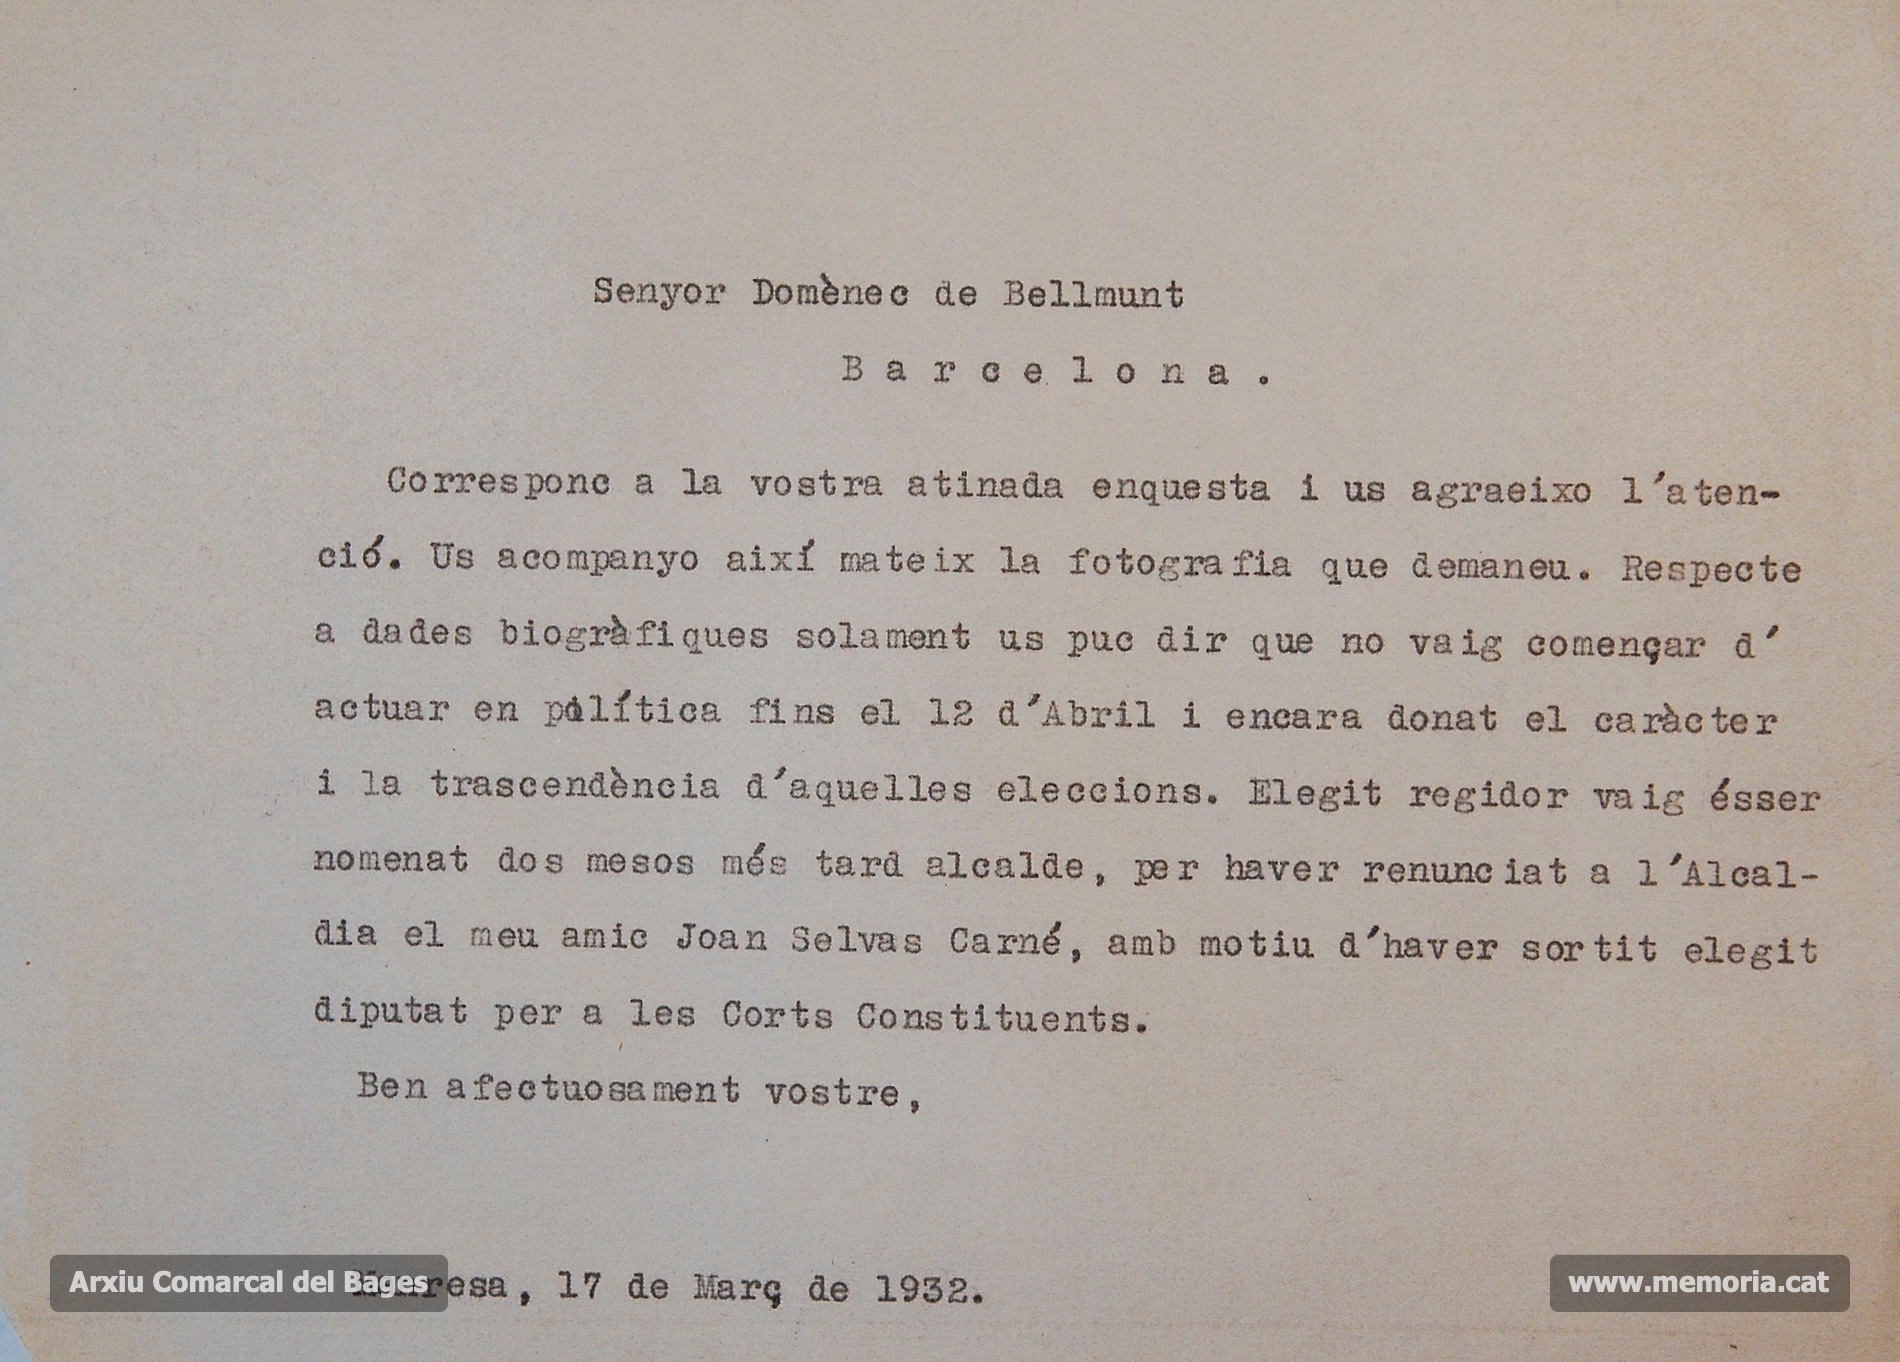 Senyor Domènec de Bellmunt
B a r c e l o n a .
Corresponc a la vostra atinada enquesta i us agraeixo l'aten-
ció. Us acompanyo així mateix la fotografia que demaneu. Respecte
a dades biogràfiques solament us puc dir que no vaig començar d'
actuar en política fins el 12 d'Abril i encara donat el caràcter
i la trascendència d'aquelles eleccions. Elegit regidor vaig ésser
nomenat dos mesos més tard alcalde, per haver renunciat a l'Alcal-
dia el meu amic Joan Selvas Carné, amb motiu d'haver sortit elegit
diputat per a les Corts Constituents.
Ben afectuosament vostre,
Manresa, 17 de Març de 1932.
Arxiu Comarcal del Bages
www.memoria.cat